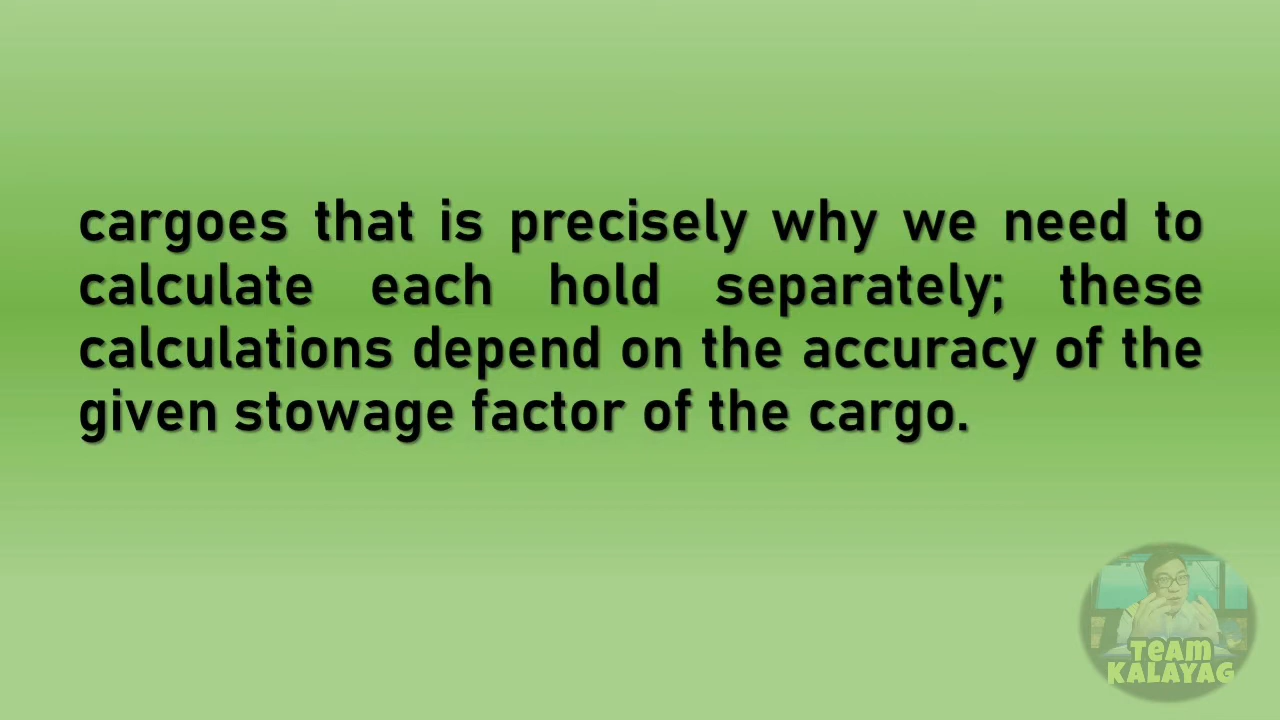 cargoes that is precisely why we need to
calculate each hold separately; these
calculations depend on the accuracy of the
given stowage factor of the cargo.
TEAM
KALAYAG